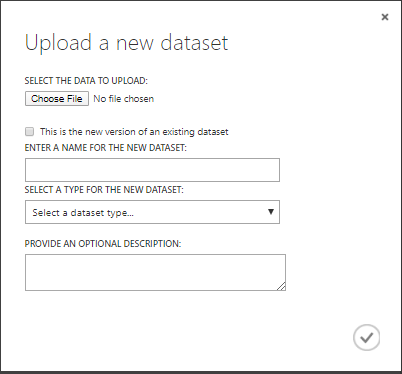 Upload a new dataset
SELECT THE DATA TO UPLOAD:
Choose File No file chosen
This is the new version of an existing dataset
ENTER A NAME FOR THE NEW DATASET:
SELECT A TYPE FOR THE NEW DATASET:
Select a dataset type...
PROVIDE AN OPTIONAL DESCRIPTION: